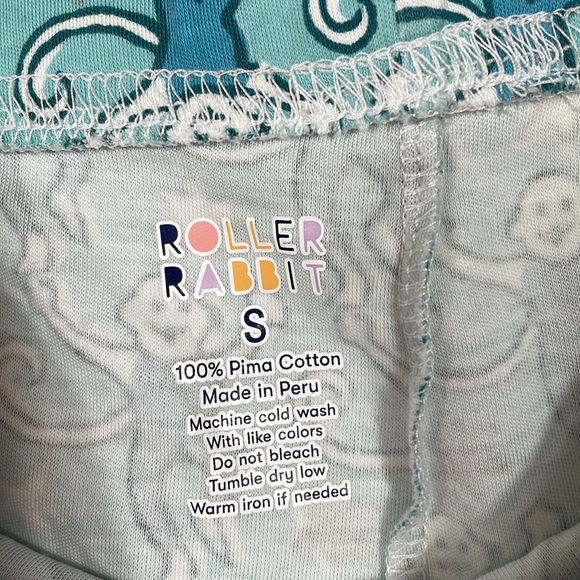 ROLLER
RABBIT
S
100% Pima Cotton
Made in Peru
Machine cold wash
With like colors
Do not bleach
Tumble dry low
Warm iron if needed